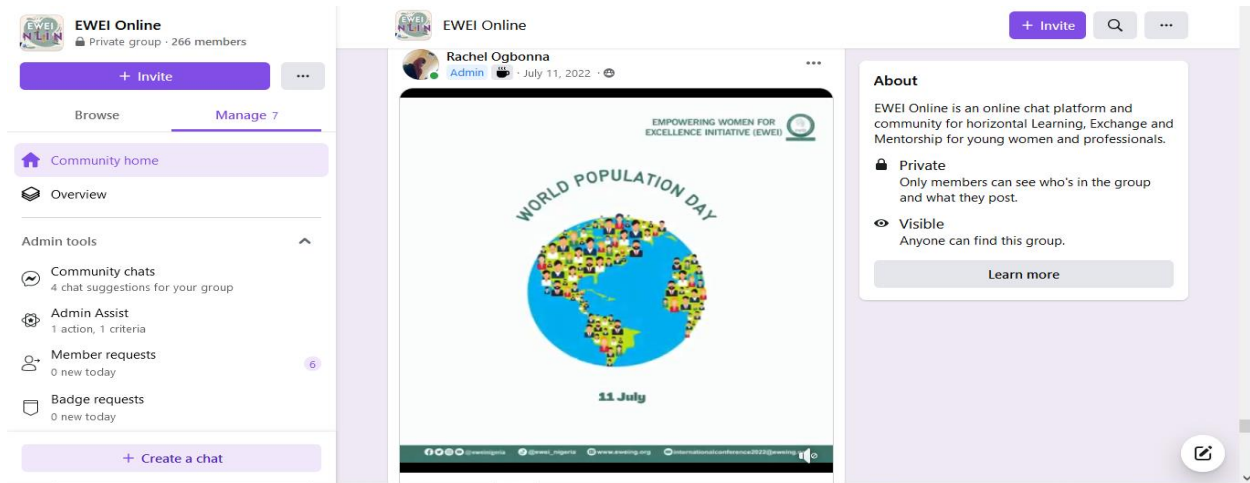 EWEI Online
Private group · 266 members
+ Invite
Browse
Manage 7
Community home
Overview
Admin tools
Community chats
4 chat suggestions for your group
Admin Assist
1 action, 1 criteria
Member requests
0 new today
6
Badge requests
0 new today
+ Create a chat
EWEI Online
+ Invite
Rachel Ogbonna
Admin · July 11, 2022 ·
EMPOWERING WOMEN FOR
EXCELLENCE INITIATIVE (EWEI)
WORLD POPULATION DAY
11 July
@eweinigeria @ewei_nigeria www.eweing.org internationalconference2022@eweing.
About
EWEI Online is an online chat platform and
community for horizontal Learning, Exchange and
Mentorship for young women and professionals.
Private
Only members can see who's in the group
and what they post.
Visible
Anyone can find this group.
Learn more